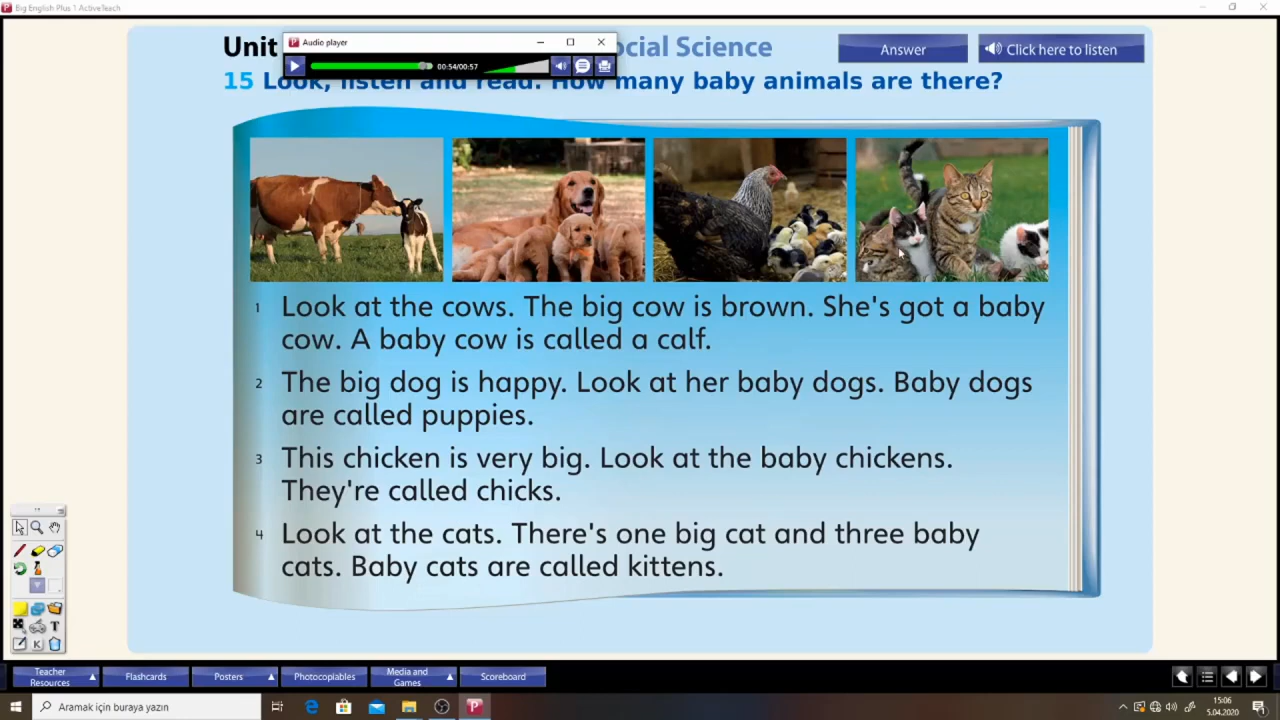 Big English Plus 1 ActiveTeach
Audio player
00:54/00:57
Unit
ocial Science
Answer
Click here to listen
15 Look, listen and read. How many baby animals are there?
1 Look at the cows. The big cow is brown. She's got a baby
cow. A baby cow is called a calf.
2 The big dog is happy. Look at her baby dogs. Baby dogs
are called puppies.
3 This chicken is very big. Look at the baby chickens.
They're called chicks.
4 Look at the cats. There's one big cat and three baby
cats. Baby cats are called kittens.
T
K
Teacher
Resources
Flashcards
Posters
Photocopiables
Media and
Games
Scoreboard
Aramak için buraya yazın
15:06
5.04.2020
1